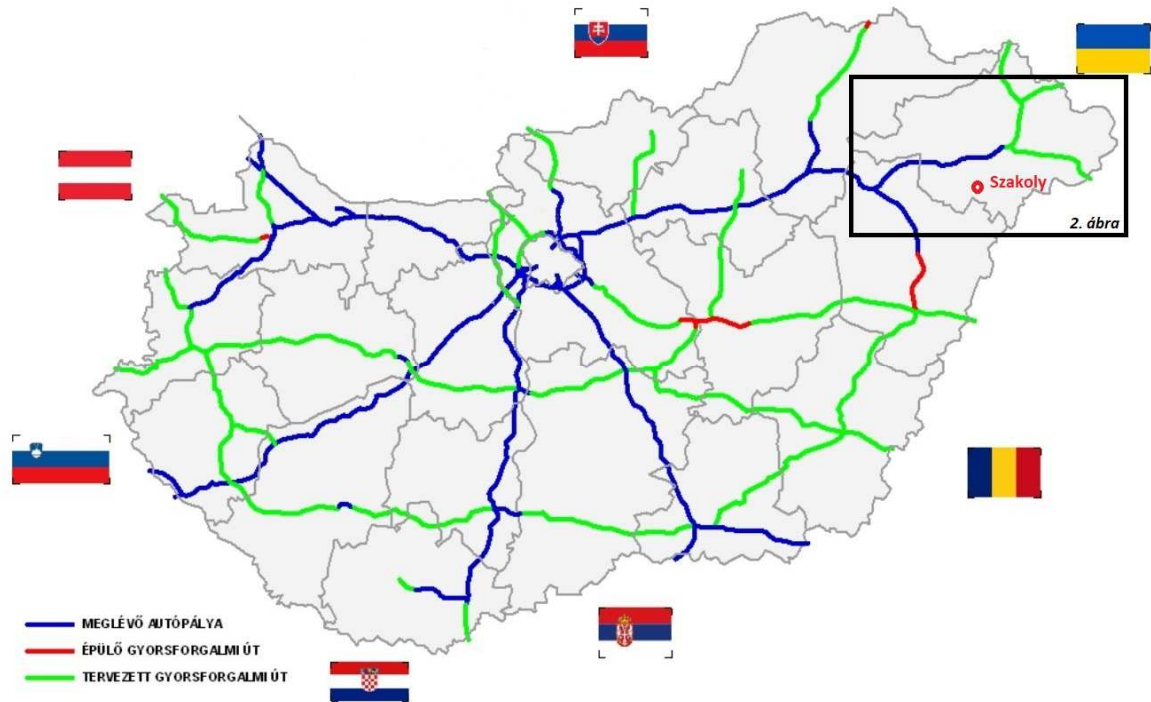 Szakoly
2. ábra
MEGLÉVŐ AUTÓPÁLYA
ÉPÜLŐ GYORSFORGALMI ÚT
TERVEZETT GYORSFORGALMI ÚT